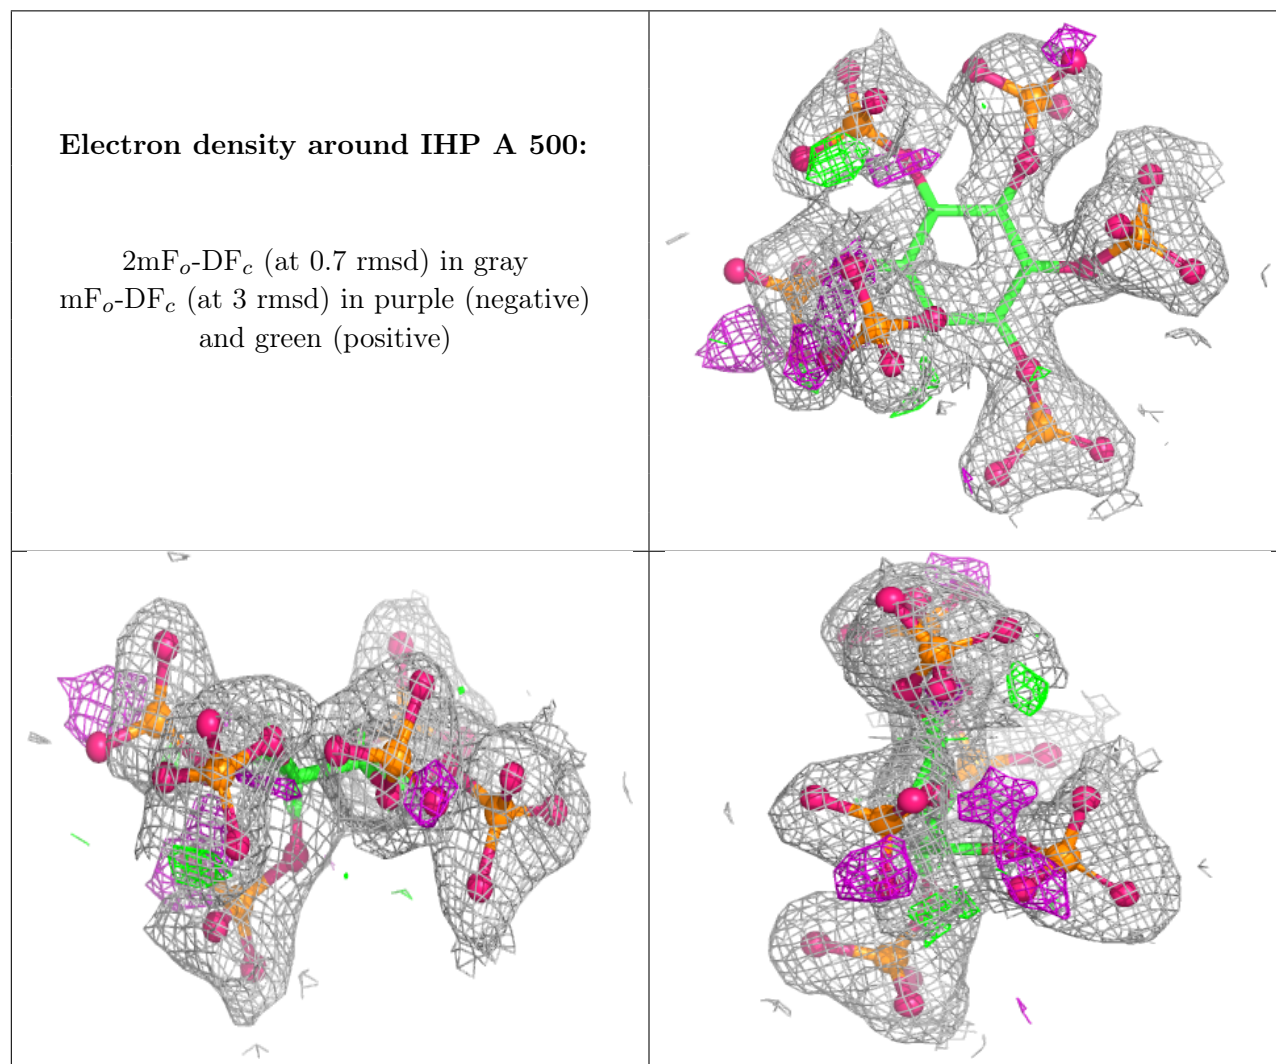 Electron density around IHP A 500:
2mFₒ-DF𝒸 (at 0.7 rmsd) in gray
mFₒ-DF𝒸 (at 3 rmsd) in purple (negative)
and green (positive)